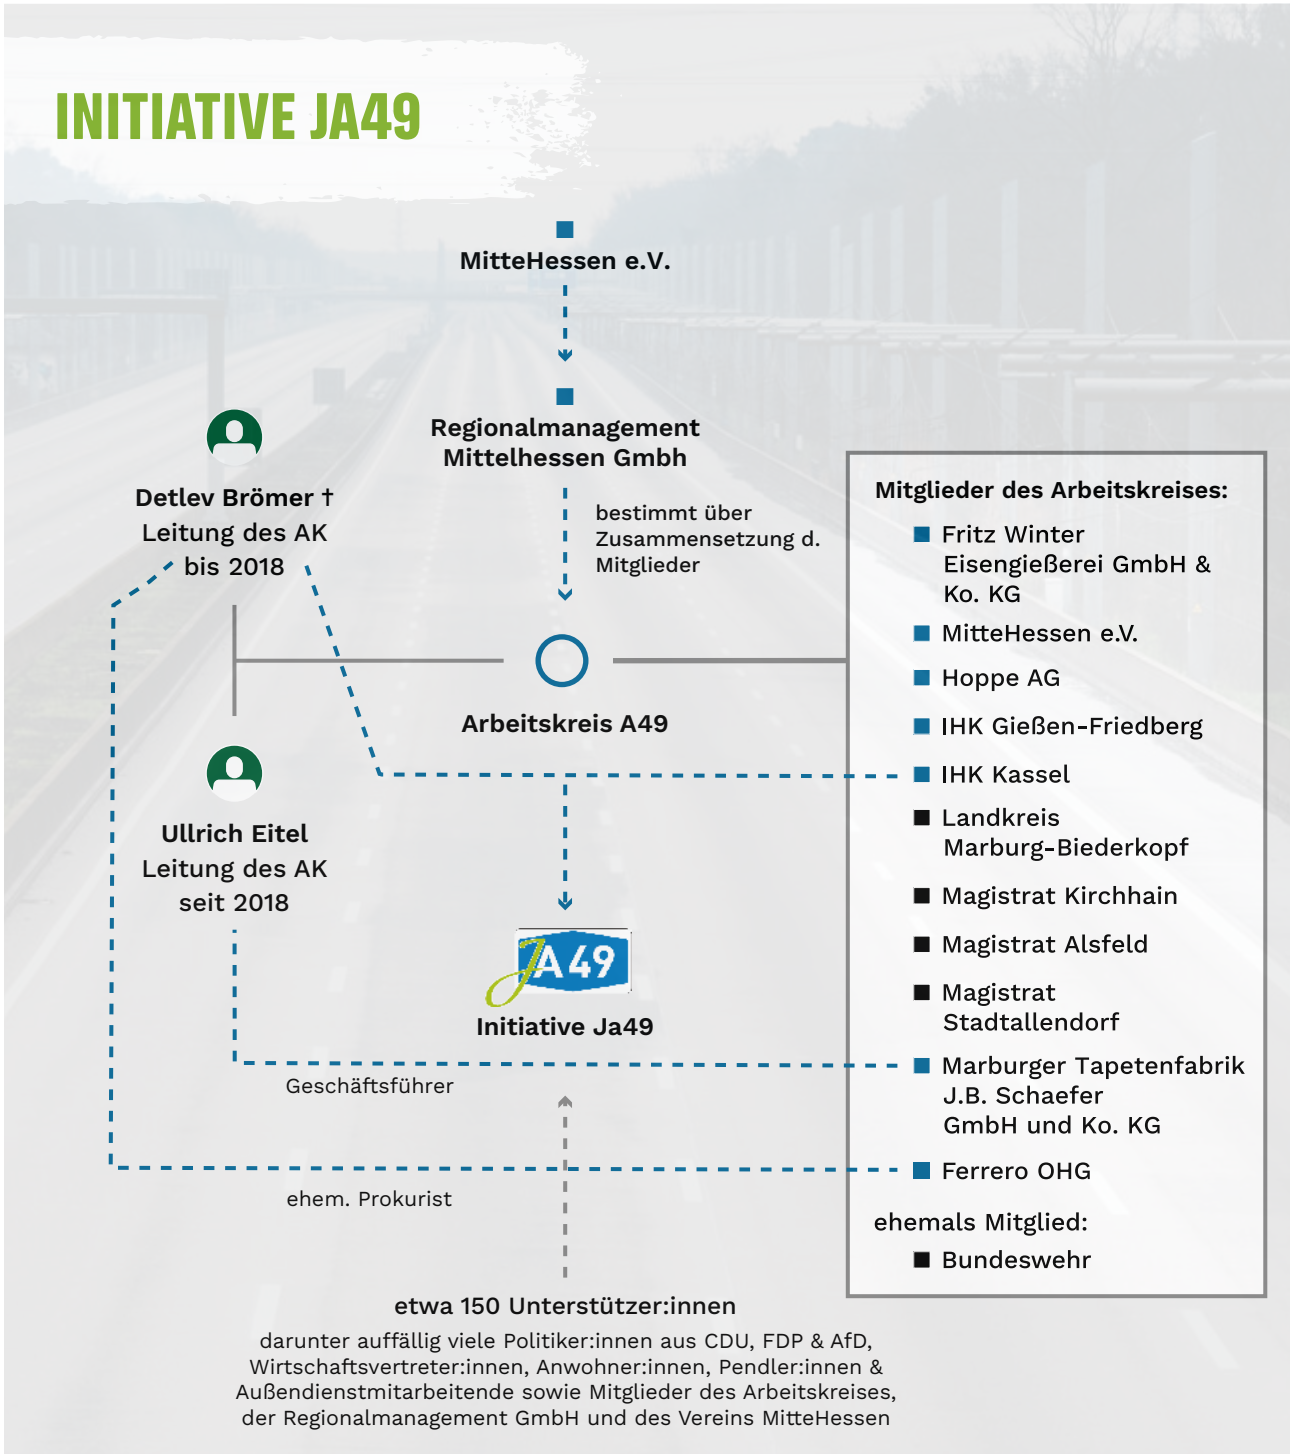 INITIATIVE JA49
MitteHessen e.V.
Regionalmanagement
Mittelhessen Gmbh
bestimmt über
Zusammensetzung d.
Mitglieder
Detlev Brömer †
Leitung des AK
bis 2018
Arbeitskreis A49
Ullrich Eitel
Leitung des AK
seit 2018
JA49
Initiative Ja49
Geschäftsführer
ehem. Prokurist
Mitglieder des Arbeitskreises:
Fritz Winter
Eisengießerei GmbH &
Ko. KG
MitteHessen e.V.
Hoppe AG
IHK Gießen-Friedberg
IHK Kassel
Landkreis
Marburg-Biederkopf
Magistrat Kirchhain
Magistrat Alsfeld
Magistrat
Stadtallendorf
Marburger Tapetenfabrik
J.B. Schaefer
GmbH und Ko. KG
Ferrero OHG
ehemals Mitglied:
Bundeswehr
etwa 150 Unterstützer:innen
darunter auffällig viele Politiker:innen aus CDU, FDP & AfD,
Wirtschaftsvertreter:innen, Anwohner:innen, Pendler:innen &
Außendienstmitarbeitende sowie Mitglieder des Arbeitskreises,
der Regionalmanagement GmbH und des Vereins MitteHessen